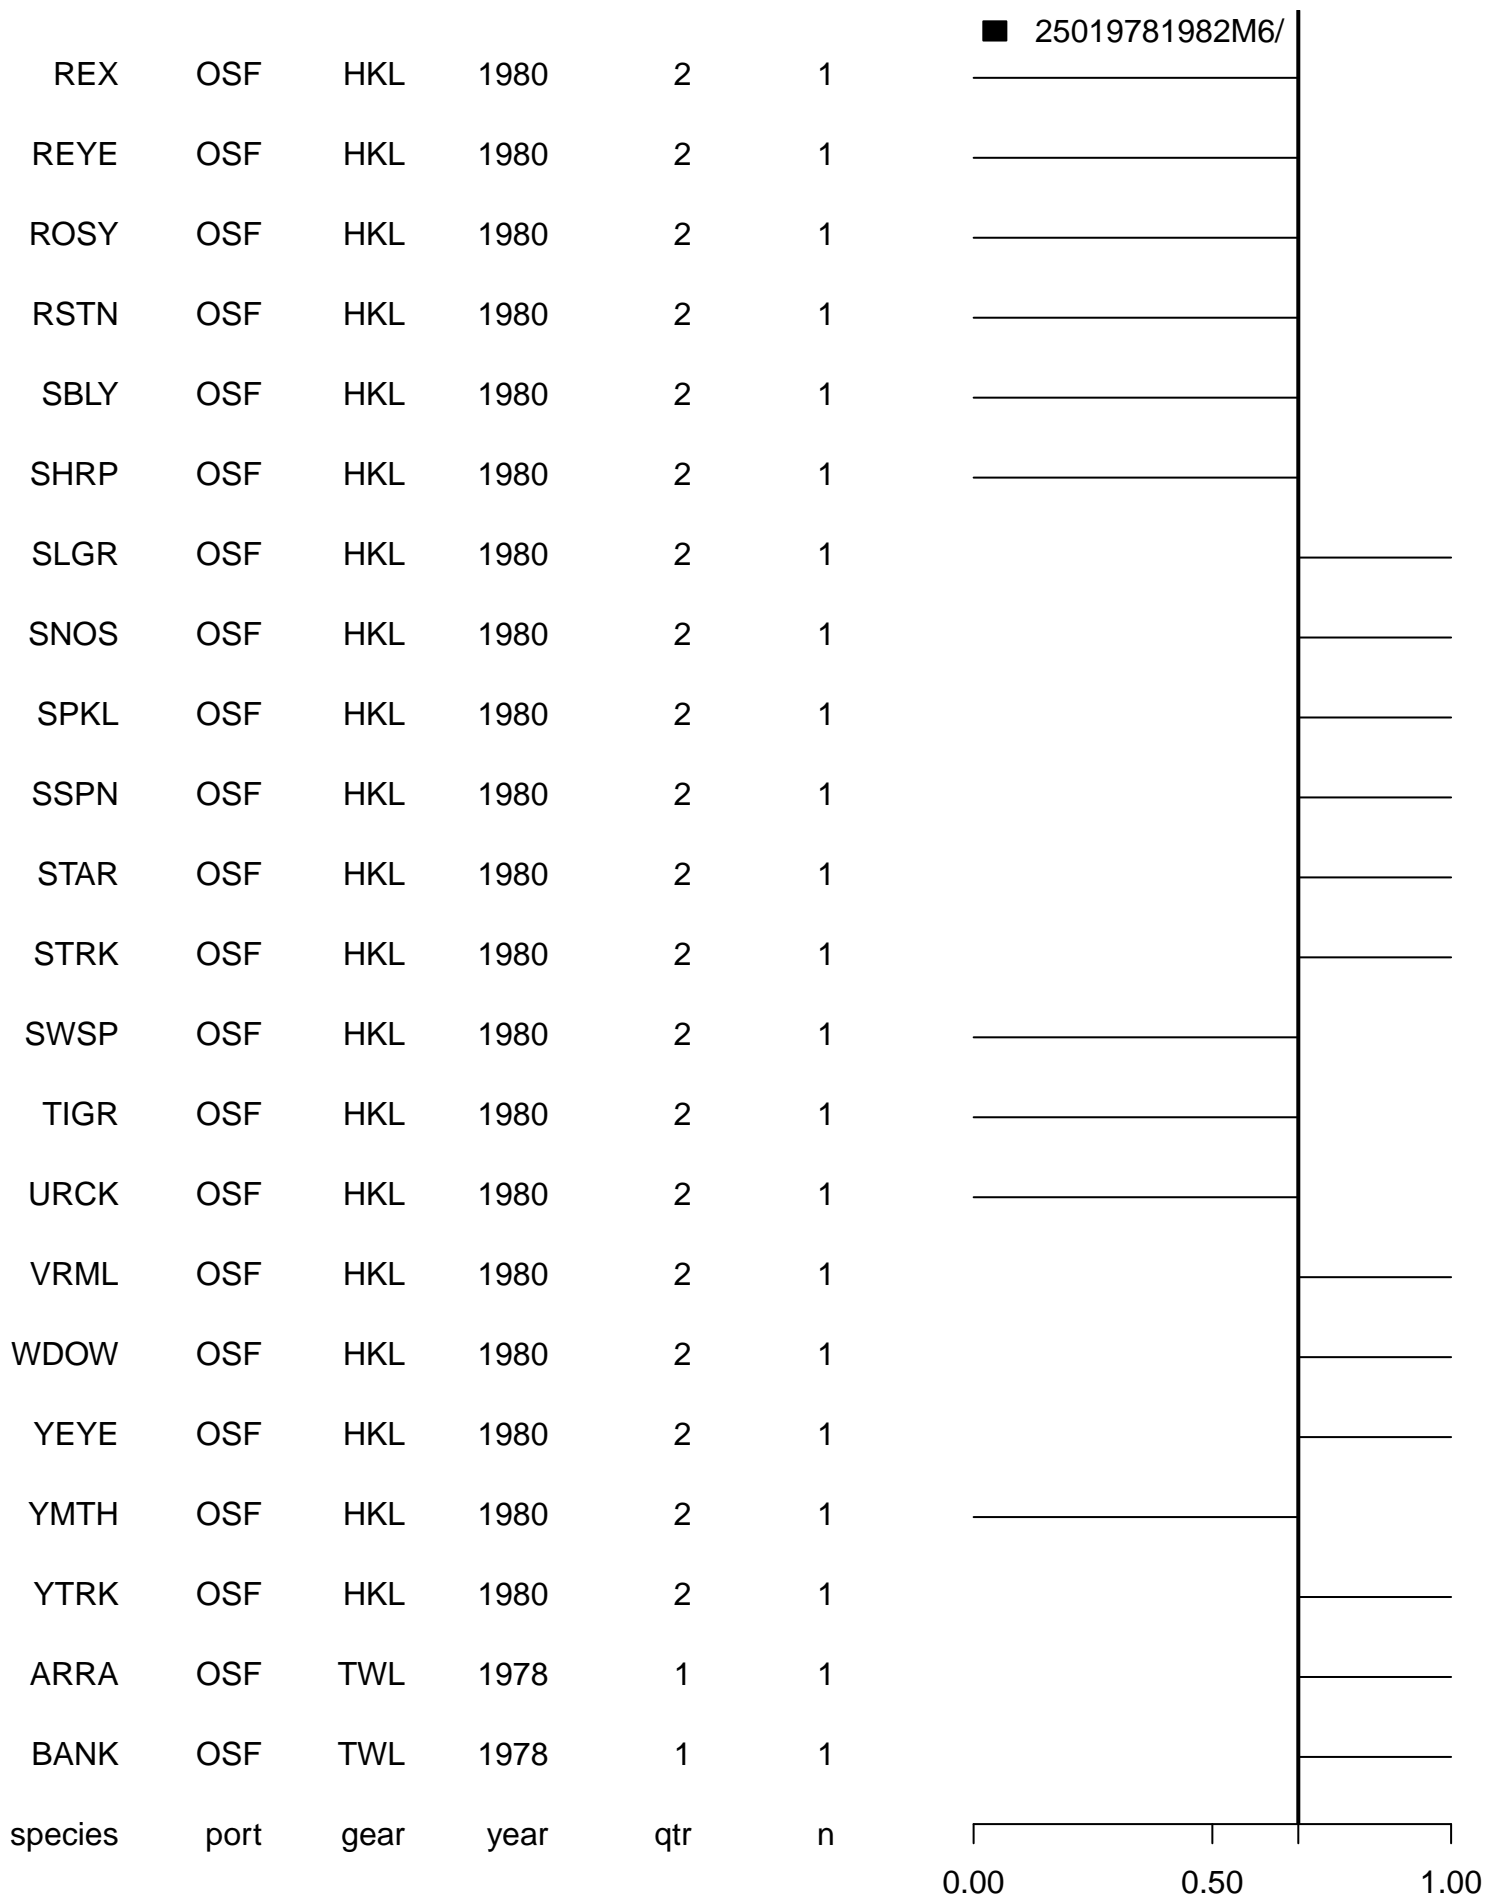 25019781982M6/
REX OSF HKL 1980 2 1
REYE OSF HKL 1980 2 1
ROSY OSF HKL 1980 2 1
RSTN OSF HKL 1980 2 1
SBLY OSF HKL 1980 2 1
SHRP OSF HKL 1980 2 1
SLGR OSF HKL 1980 2 1
SNOS OSF HKL 1980 2 1
SPKL OSF HKL 1980 2 1
SSPN OSF HKL 1980 2 1
STAR OSF HKL 1980 2 1
STRK OSF HKL 1980 2 1
SWSP OSF HKL 1980 2 1
TIGR OSF HKL 1980 2 1
URCK OSF HKL 1980 2 1
VRML OSF HKL 1980 2 1
WDOW OSF HKL 1980 2 1
YEYE OSF HKL 1980 2 1
YMTH OSF HKL 1980 2 1
YTRK OSF HKL 1980 2 1
ARRA OSF TWL 1978 1 1
BANK OSF TWL 1978 1 1
species port gear year qtr n
0.00 0.50 1.00